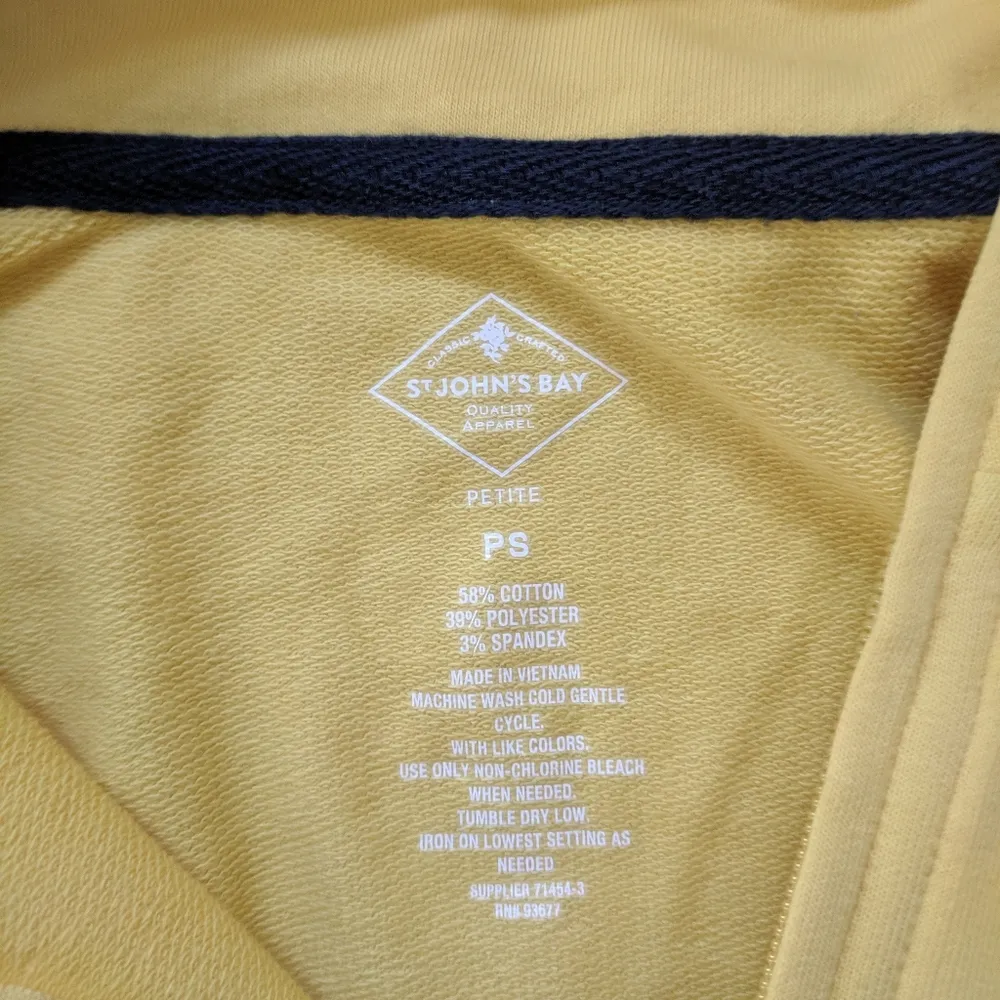 CLASSIC CRAFTED
ST JOHN'S BAY
QUALITY
APPAREL
PETITE
PS
58% COTTON
39% POLYESTER
3% SPANDEX
MADE IN VIETNAM
MACHINE WASH COLD GENTLE
CYCLE.
WITH LIKE COLORS.
USE ONLY NON-CHLORINE BLEACH
WHEN NEEDED.
TUMBLE DRY LOW.
IRON ON LOWEST SETTING AS
NEEDED
SUPPLIER 71454-3
RN# 93677